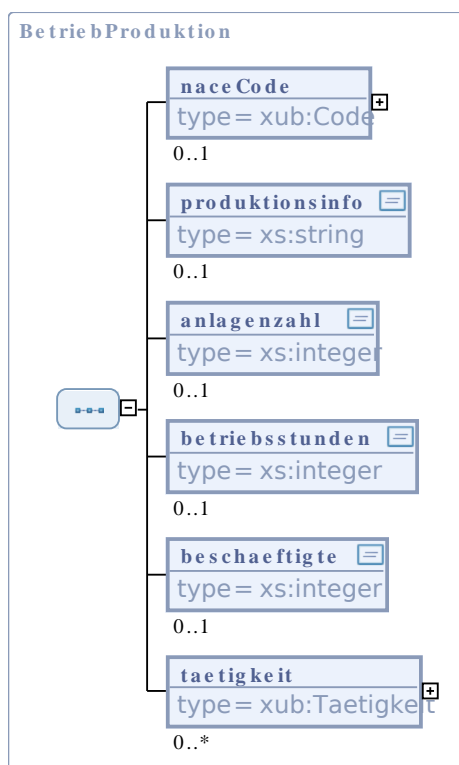 BetriebProduktion
naceCode
type= xub:Code
0..1
produktionsinfo
type= xs:string
0..1
anlagenzahl
type= xs:integer
0..1
betriebsstunden
type= xs:integer
0..1
beschaeftigte
type= xs:integer
0..1
taetigkeit
type= xub:Taetigkeit
0..*